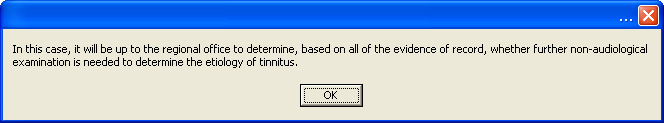 ...
In this case, it will be up to the regional office to determine, based on all of the evidence of record, whether further non-audiological
examination is needed to determine the etiology of tinnitus.
OK